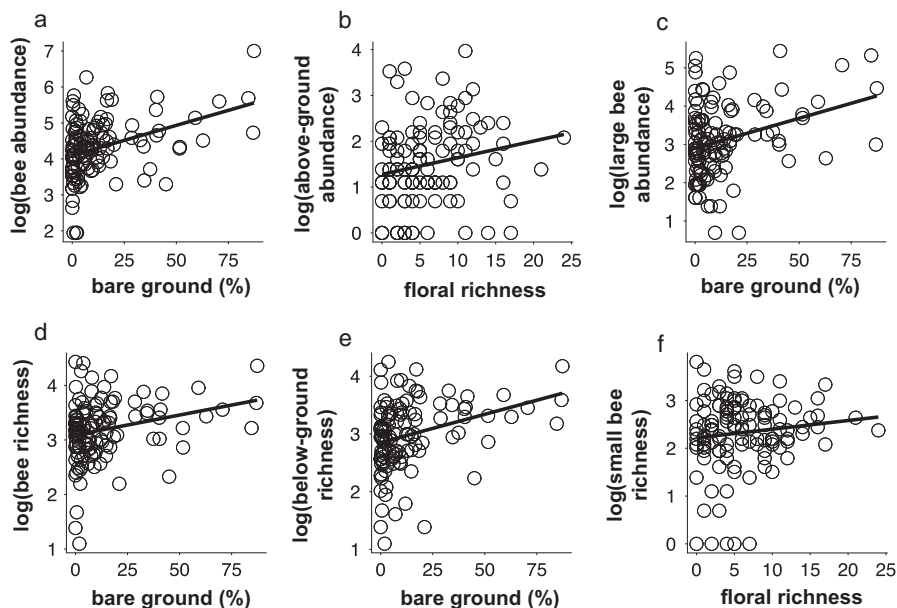 a
log(bee abundance)
7
6
5
4
3
2
0 25 50 75
bare ground (%)
b
log(above-ground
abundance)
4
3
2
1
0
0 5 10 15 20 25
floral richness
c
log(large bee
abundance)
5
4
3
2
1
0 25 50 75
bare ground (%)
d
log(bee richness)
4
3
2
1
0 25 50 75
bare ground (%)
e
log(below-ground
richness)
4
3
2
1
0 25 50 75
bare ground (%)
f
log(small bee
richness)
3
2
1
0
0 5 10 15 20 25
floral richness